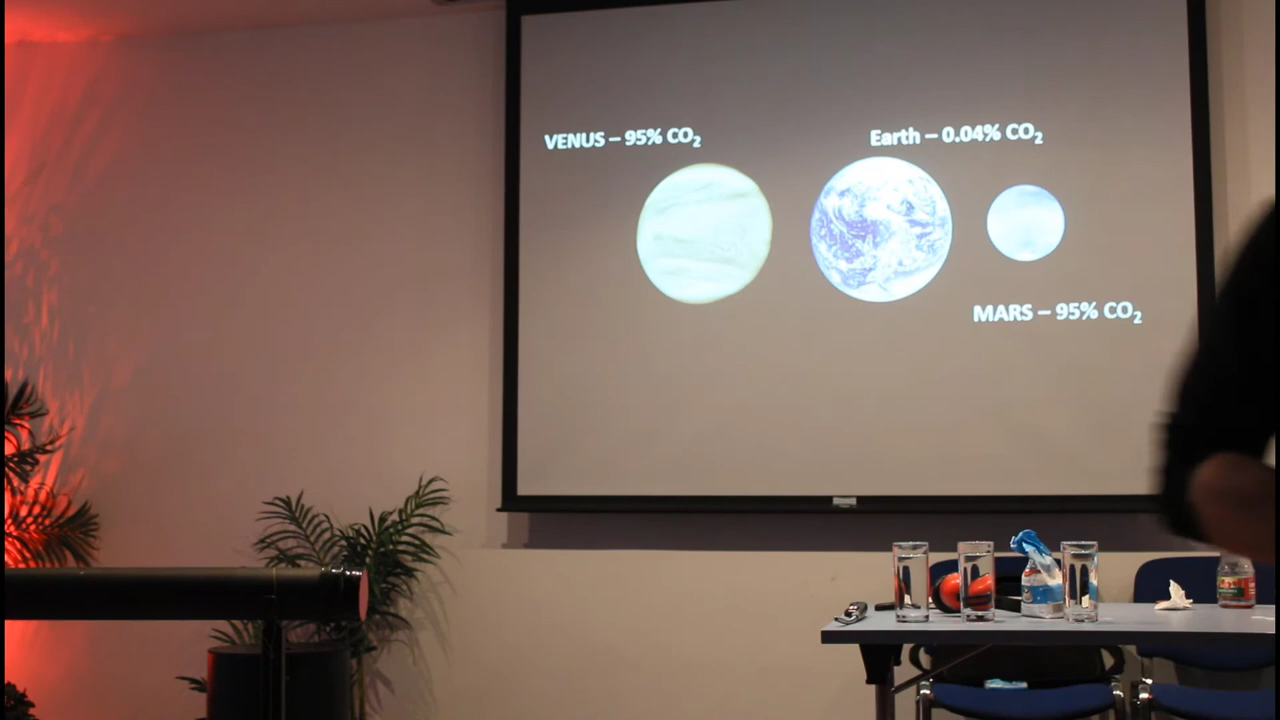 VENUS – 95% CO₂
Earth – 0.04% CO₂
MARS – 95% CO₂